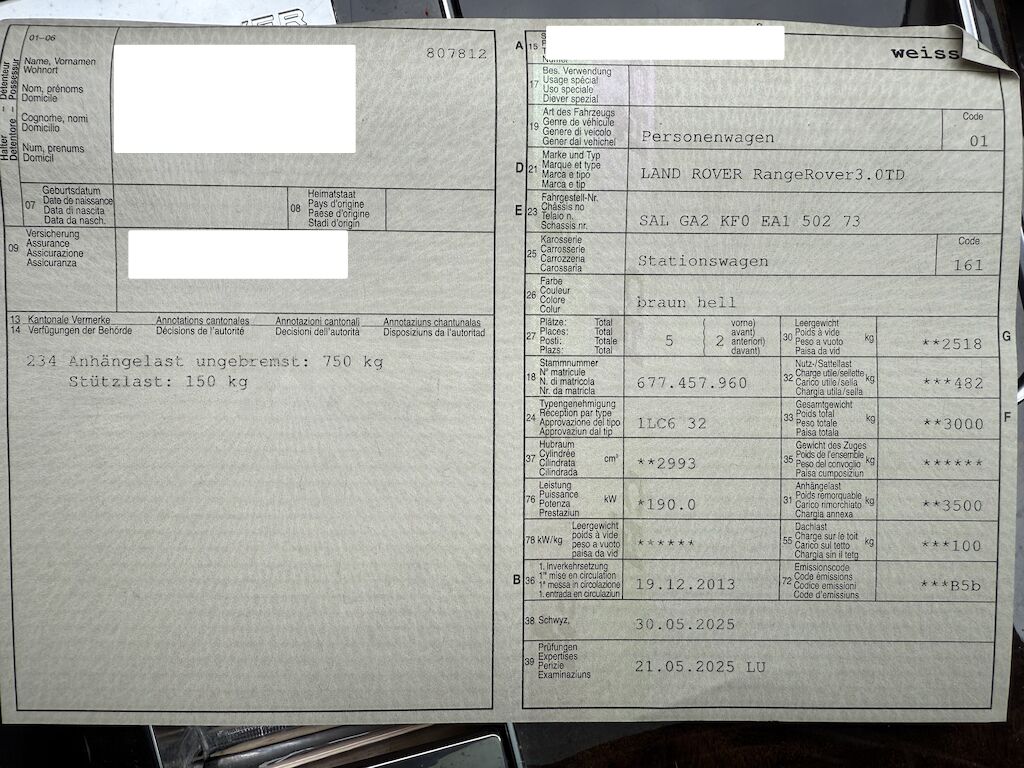 01–06
Halter – Détenteur
Detentore – Possessur
Name, Vornamen
Wohnort
Nom, prénoms
Domicile
Cognome, nomi
Domicilio
Num, prenums
Domicil
807812
07
Geburtsdatum
Date de naissance
Data di nascita
Data da nasch.
08
Heimatstaat
Pays d'origine
Paese d'origine
Stadi d'origin
09
Versicherung
Assurance
Assicurazione
Assicuranza
13 Kantonale Vermerke Annotations cantonales Annotazioni cantonali Annotaziuns chantunalas
14 Verfügungen der Behörde Décisions de l'autorité Decisioni dell'autorità Disposiziuns da l'autoritad
234 Anhängelast ungebremst: 750 kg
Stützlast: 150 kg
A 15
weiss
17
Bes. Verwendung
Usage spécial
Uso speciale
Diever spezial
19
Art des Fahrzeugs
Genre de véhicule
Genere di veicolo
Gener dal vehichel
Personenwagen
Code
01
D 21
Marke und Typ
Marque et type
Marca e tipo
Marca e tip
LAND ROVER RangeRover3.0TD
E 23
Fahrgestell-Nr.
Châssis no
Telaio n.
Schassis nr.
SAL GA2 KF0 EA1 502 73
25
Karosserie
Carrosserie
Carrozzeria
Carossaria
Stationswagen
Code
161
26
Farbe
Couleur
Colore
Colur
braun hell
27
Plätze: Total
Places: Total
Posti: Totale
Plazs: Total
5
( 2
vorne)
avant)
anteriori)
davant)
30
Leergewicht
Poids à vide
Peso a vuoto
Paisa da vid
kg
**2518
G
18
Stammnummer
N° matricule
N. di matricola
Nr. da matricla
677.457.960
32
Nutz-/Sattellast
Charge utile/sellette
Carico utile/sella
Chargia utila/sella
kg
***482
24
Typengenehmigung
Réception par type
Approvazione del tipo
Approvaziun dal tip
1LC6 32
33
Gesamtgewicht
Poids total
Peso totale
Paisa totala
kg
**3000
F
37
Hubraum
Cylindrée
Cilindrata
Cilindrada
cm³
**2993
35
Gewicht des Zuges
Poids de l'ensemble
Peso del convoglio
Paisa cumposiziun
kg
******
76
Leistung
Puissance
Potenza
Prestaziun
kW
*190.0
31
Anhängelast
Poids remorquable
Carico rimorchiato
Chargia annexa
kg
**3500
78 kW/kg
Leergewicht
poids à vide
peso a vuoto
paisa da vid
******
55
Dachlast
Charge sur le toit
Carico sul tetto
Chargia sin il tetg
kg
***100
B 36
1. Inverkehrsetzung
1re mise en circulation
1a messa in circolazione
1. entrada en circulaziun
19.12.2013
72
Emissionscode
Code émissions
Codice emissioni
Code d'emissiuns
***B5b
38 Schwyz,
30.05.2025
39
Prüfungen
Expertises
Perizie
Examinaziuns
21.05.2025 LU